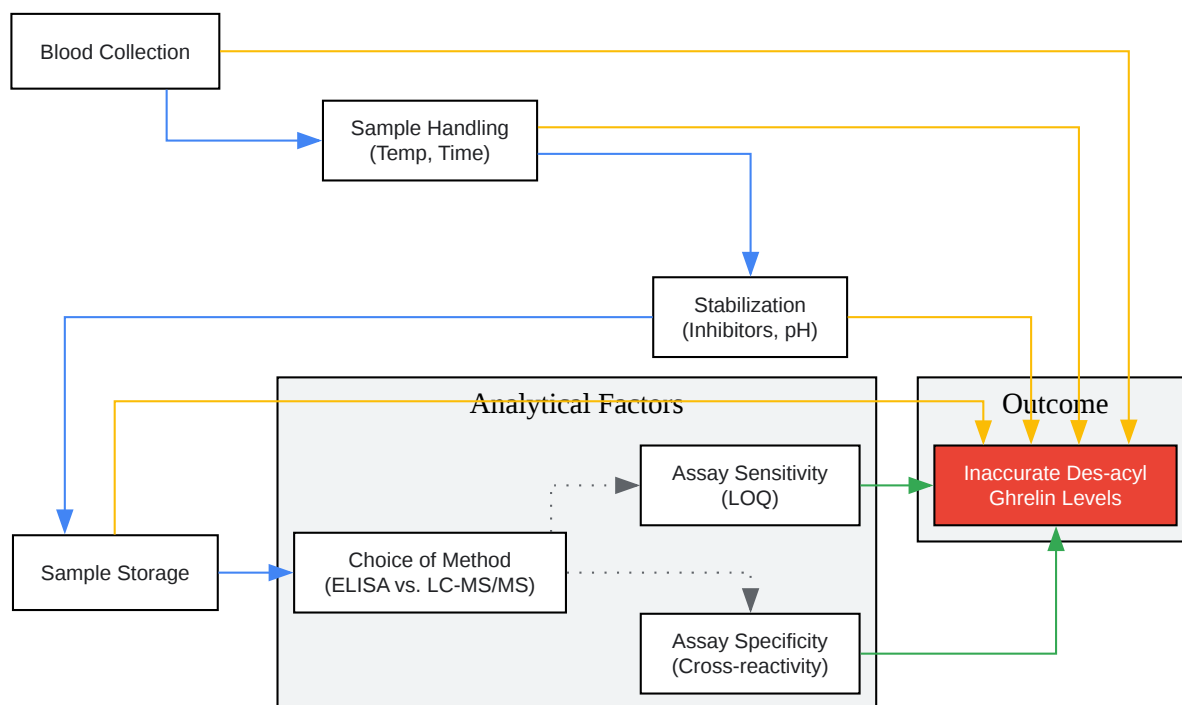 Blood Collection
Sample Handling
(Temp, Time)
Stabilization
(Inhibitors, pH)
Analytical Factors
Outcome
Assay Sensitivity
(LOQ)
Inaccurate Des-acyl
Ghrelin Levels
Sample Storage
Choice of Method
(ELISA vs. LC-MS/MS)
Assay Specificity
(Cross-reactivity)